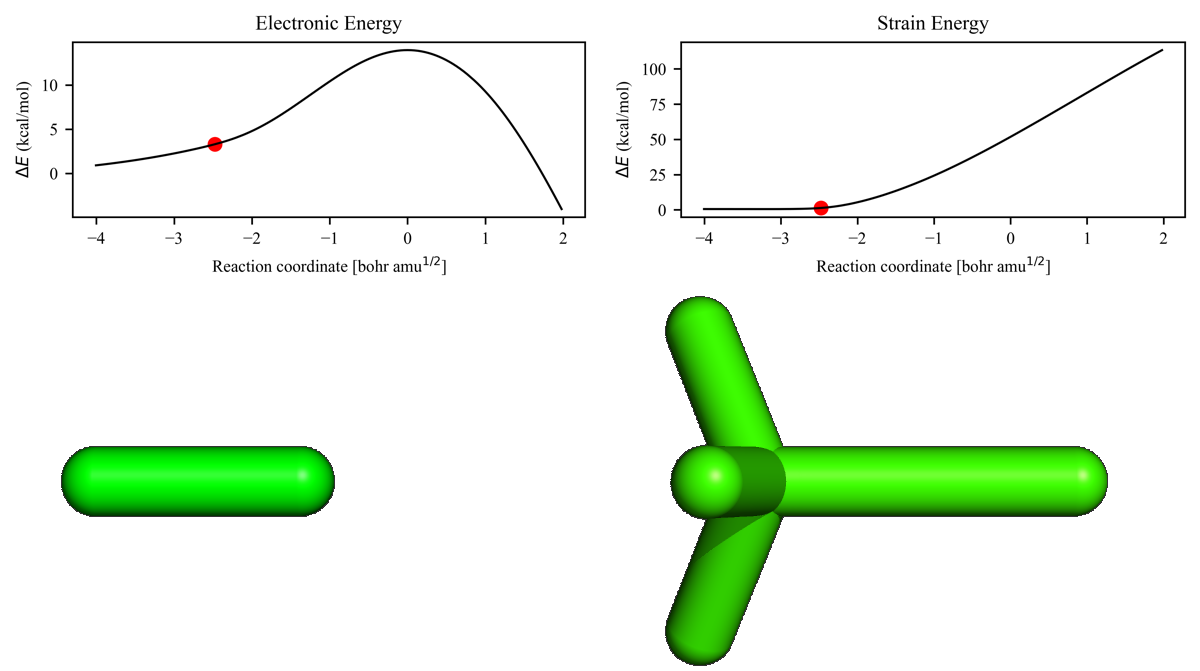 Electronic Energy
ΔE (kcal/mol)
10
5
0
−4 −3 −2 −1 0 1 2
Reaction coordinate [bohr amu^1/2]
Strain Energy
ΔE (kcal/mol)
100
75
50
25
0
−4 −3 −2 −1 0 1 2
Reaction coordinate [bohr amu^1/2]